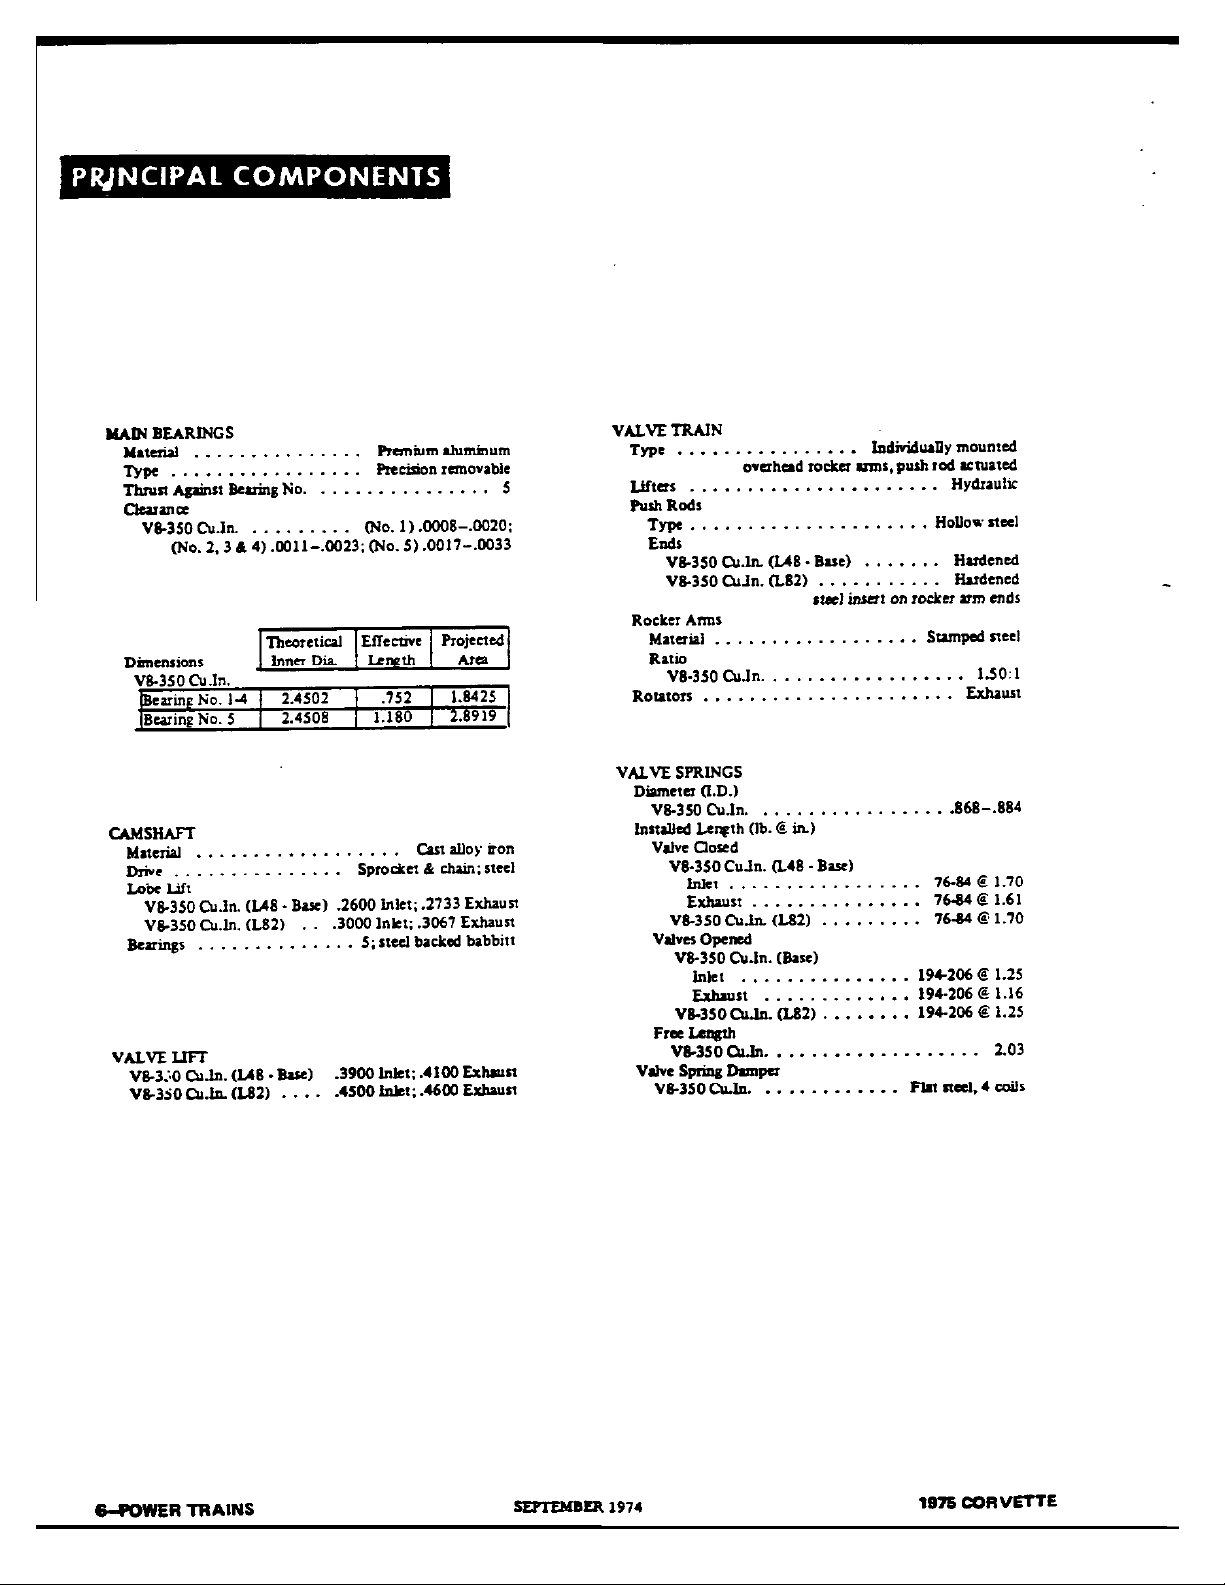 PRINCIPAL COMPONENTS
MAIN BEARINGS
Material . . . . . . . . . . . . . . . Premium aluminum
Type . . . . . . . . . . . . . . . . . Precision removable
Thrust Against Bearing No. . . . . . . . . . . . . . . . 5
Clearance
V8-350 Cu.In. . . . . . . . . . (No. 1) .0008-.0020;
(No. 2, 3 & 4) .0011-.0023; (No. 5) .0017-.0033
Dimensions Theoretical Inner Dia. Effective Length Projected Area
V8-350 Cu.In.
Bearing No. 1-4 2.4502 .752 1.8425
Bearing No. 5 2.4508 1.180 2.8919
CAMSHAFT
Material . . . . . . . . . . . . . . . . . . Cast alloy iron
Drive . . . . . . . . . . . . . . . Sprocket & chain; steel
Lobe Lift
V8-350 Cu.In. (L48 - Base) .2600 Inlet; .2733 Exhaust
V8-350 Cu.In. (L82) . . .3000 Inlet; .3067 Exhaust
Bearings . . . . . . . . . . . . . . 5; steel backed babbitt
VALVE LIFT
V8-350 Cu.In. (L48 - Base) .3900 Inlet; .4100 Exhaust
V8-350 Cu.In. (L82) . . . . .4500 Inlet; .4600 Exhaust
VALVE TRAIN
Type . . . . . . . . . . . . . . . . Individually mounted
overhead rocker arms, push rod actuated
Lifters . . . . . . . . . . . . . . . . . . . . . . Hydraulic
Push Rods
Type . . . . . . . . . . . . . . . . . . . . . Hollow steel
Ends
V8-350 Cu.In. (L48 - Base) . . . . . . . Hardened
V8-350 Cu.In. (L82) . . . . . . . . . . . Hardened
steel insert on rocker arm ends
Rocker Arms
Material . . . . . . . . . . . . . . . . . . Stamped steel
Ratio
V8-350 Cu.In. . . . . . . . . . . . . . . . . . . 1.50:1
Rotators . . . . . . . . . . . . . . . . . . . . . . Exhaust
VALVE SPRINGS
Diameter (I.D.)
V8-350 Cu.In. . . . . . . . . . . . . . . . . . .868-.884
Installed Length (lb. @ in.)
Valve Closed
V8-350 Cu.In. (L48 - Base)
Inlet . . . . . . . . . . . . . . . . . 76-84 @ 1.70
Exhaust . . . . . . . . . . . . . . . 76-84 @ 1.61
V8-350 Cu.In. (L82) . . . . . . . . . 76-84 @ 1.70
Valves Opened
V8-350 Cu.In. (Base)
Inlet . . . . . . . . . . . . . . . 194-206 @ 1.25
Exhaust . . . . . . . . . . . . . 194-206 @ 1.16
V8-350 Cu.In. (L82) . . . . . . . . 194-206 @ 1.25
Free Length
V8-350 Cu.In. . . . . . . . . . . . . . . . . . . . 2.03
Valve Spring Damper
V8-350 Cu.In. . . . . . . . . . . . . Flat steel, 4 coils
6—POWER TRAINS SEPTEMBER 1974 1975 CORVETTE